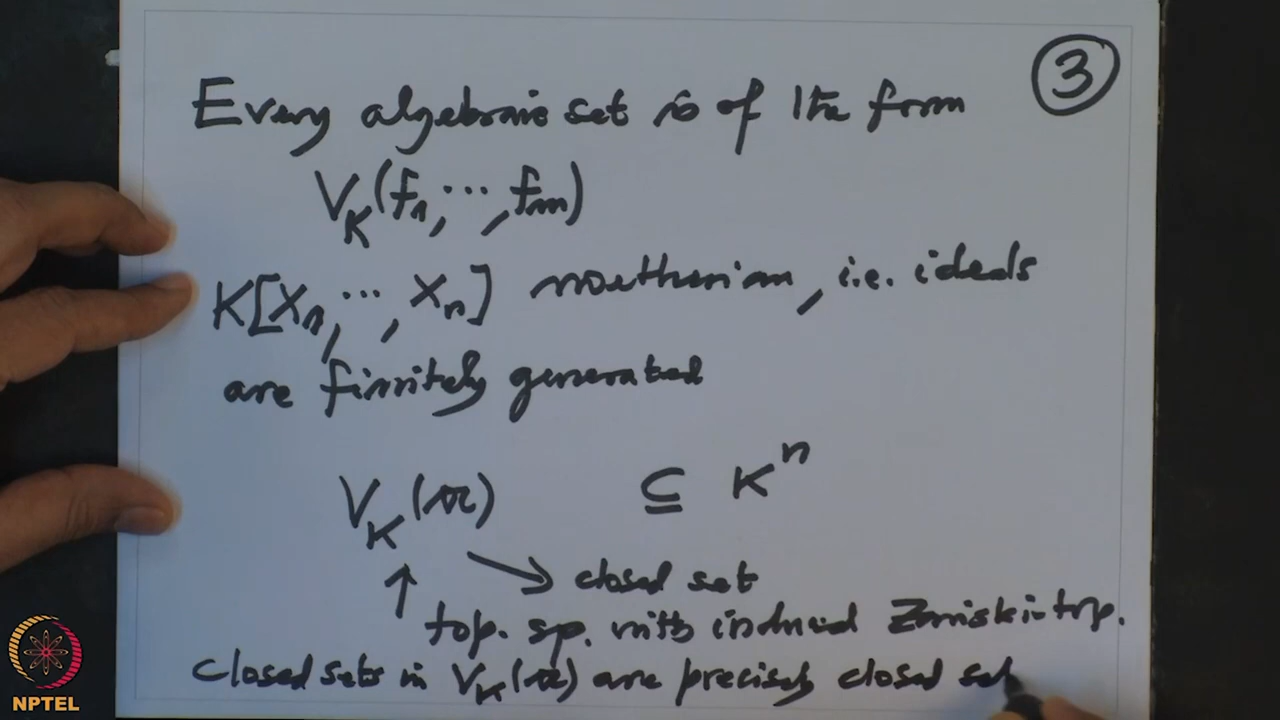 3
Every algebraic set is of the form
V_K(f_1, ..., f_m)
K[X_1, ..., X_n] noetherian, i.e. ideals
are finitely generated
V_K(𝔞) ⊆ K^n
↑ ↘ closed set
top. sp. with induced Zariski top.
Closed sets in V_K(𝔞) are precisely closed set
NPTEL